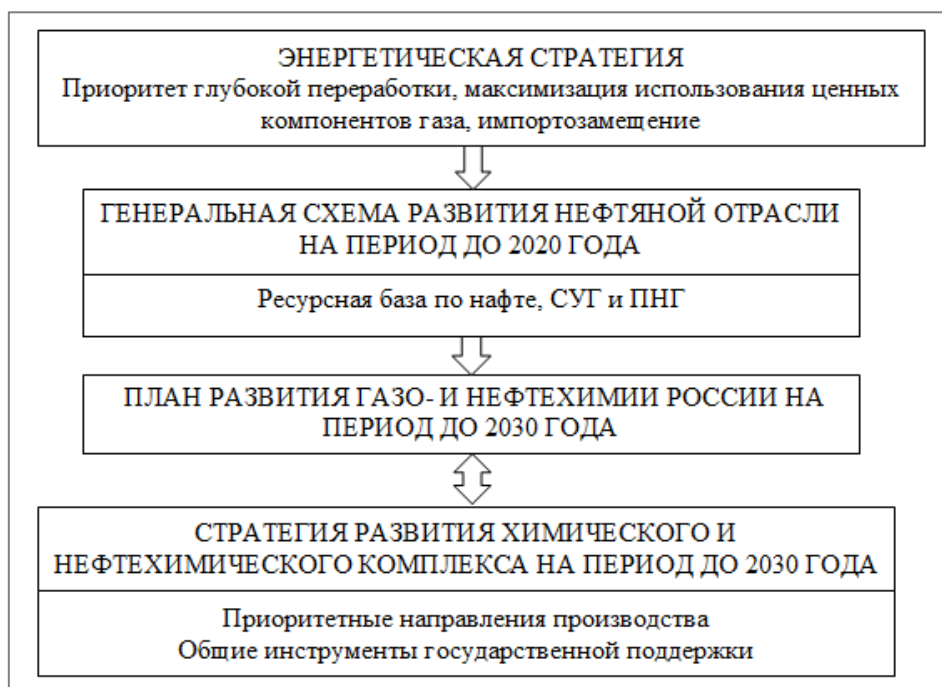 ЭНЕРГЕТИЧЕСКАЯ СТРАТЕГИЯ
Приоритет глубокой переработки, максимизация использования ценных
компонентов газа, импортозамещение
ГЕНЕРАЛЬНАЯ СХЕМА РАЗВИТИЯ НЕФТЯНОЙ ОТРАСЛИ
НА ПЕРИОД ДО 2020 ГОДА
Ресурсная база по нафте, СУГ и ПНГ
ПЛАН РАЗВИТИЯ ГАЗО- И НЕФТЕХИМИИ РОССИИ НА
ПЕРИОД ДО 2030 ГОДА
СТРАТЕГИЯ РАЗВИТИЯ ХИМИЧЕСКОГО И
НЕФТЕХИМИЧЕСКОГО КОМПЛЕКСА НА ПЕРИОД ДО 2030 ГОДА
Приоритетные направления производства
Общие инструменты государственной поддержки